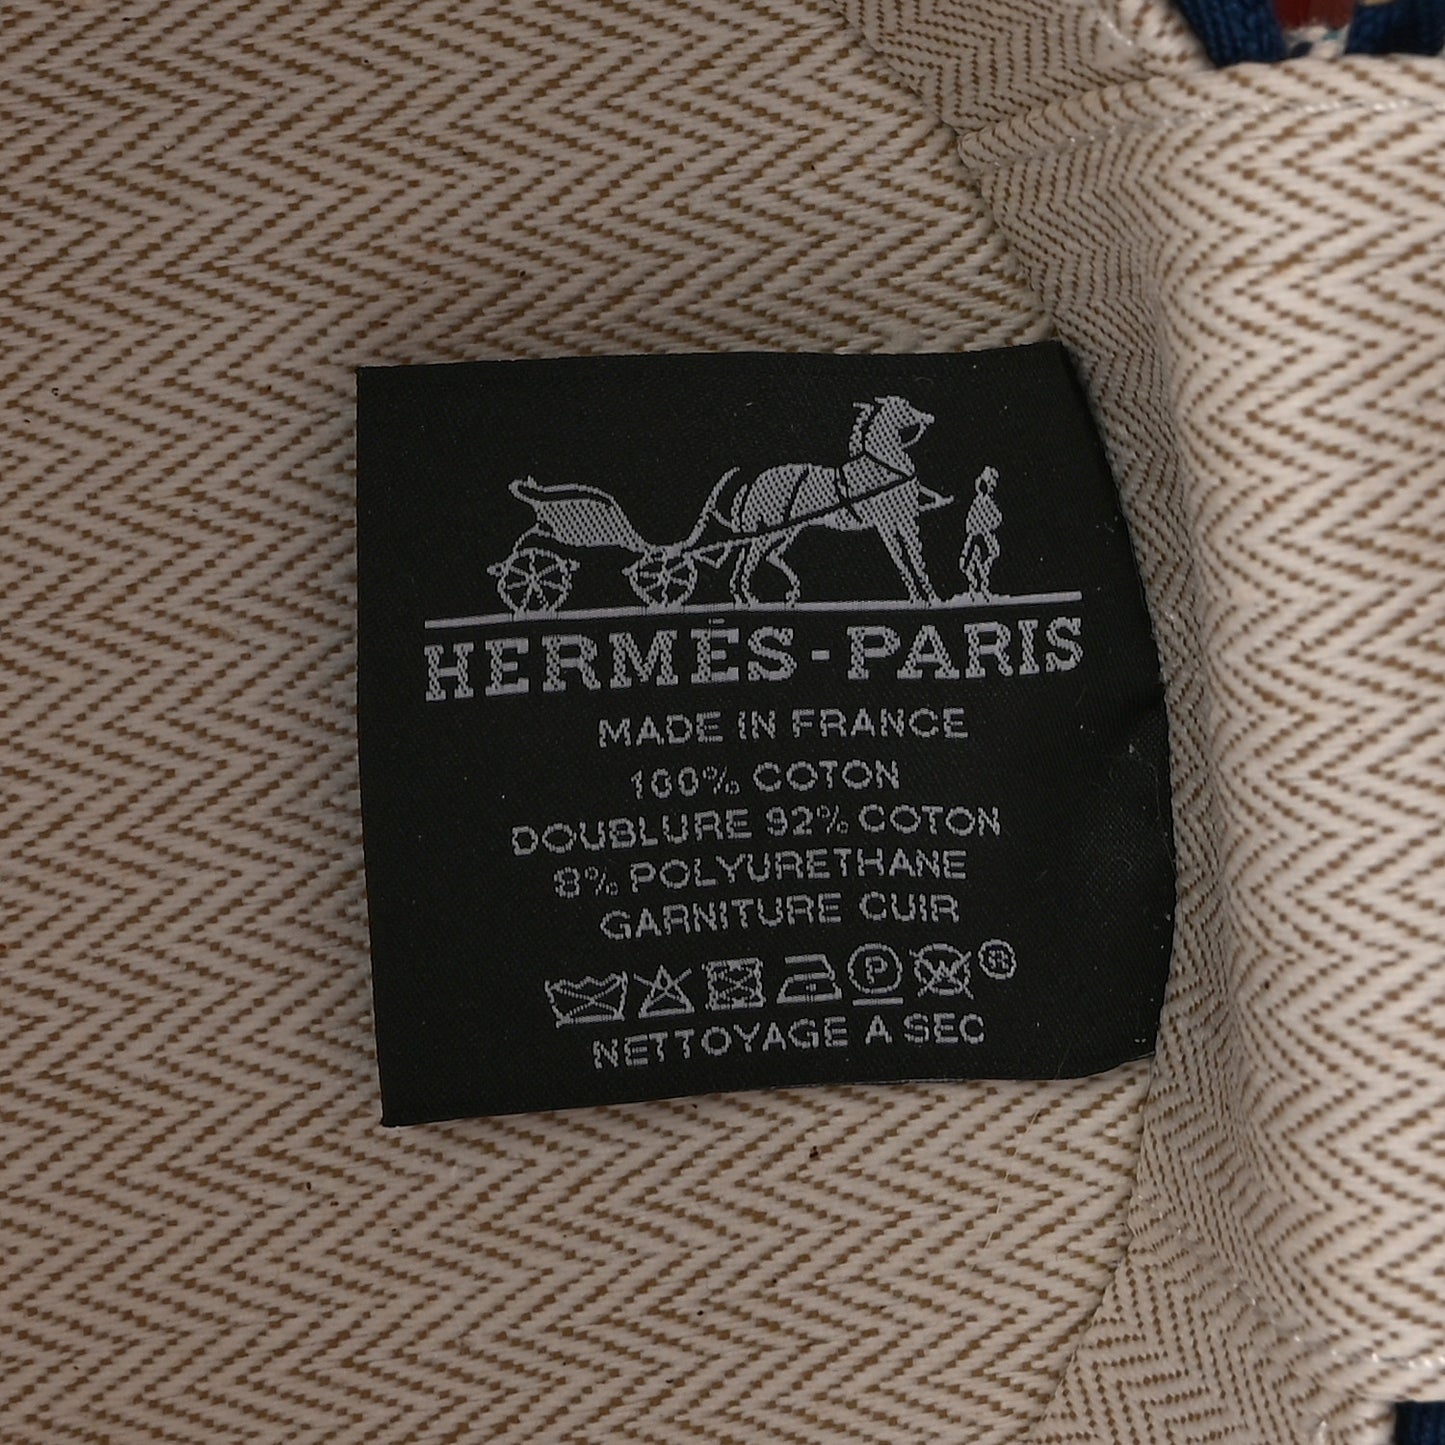 HERMÈS-PARIS
MADE IN FRANCE
100% COTON
DOUBLURE 92% COTON
8% POLYURETHANE
GARNITURE CUIR
P W ®
NETTOYAGE A SEC